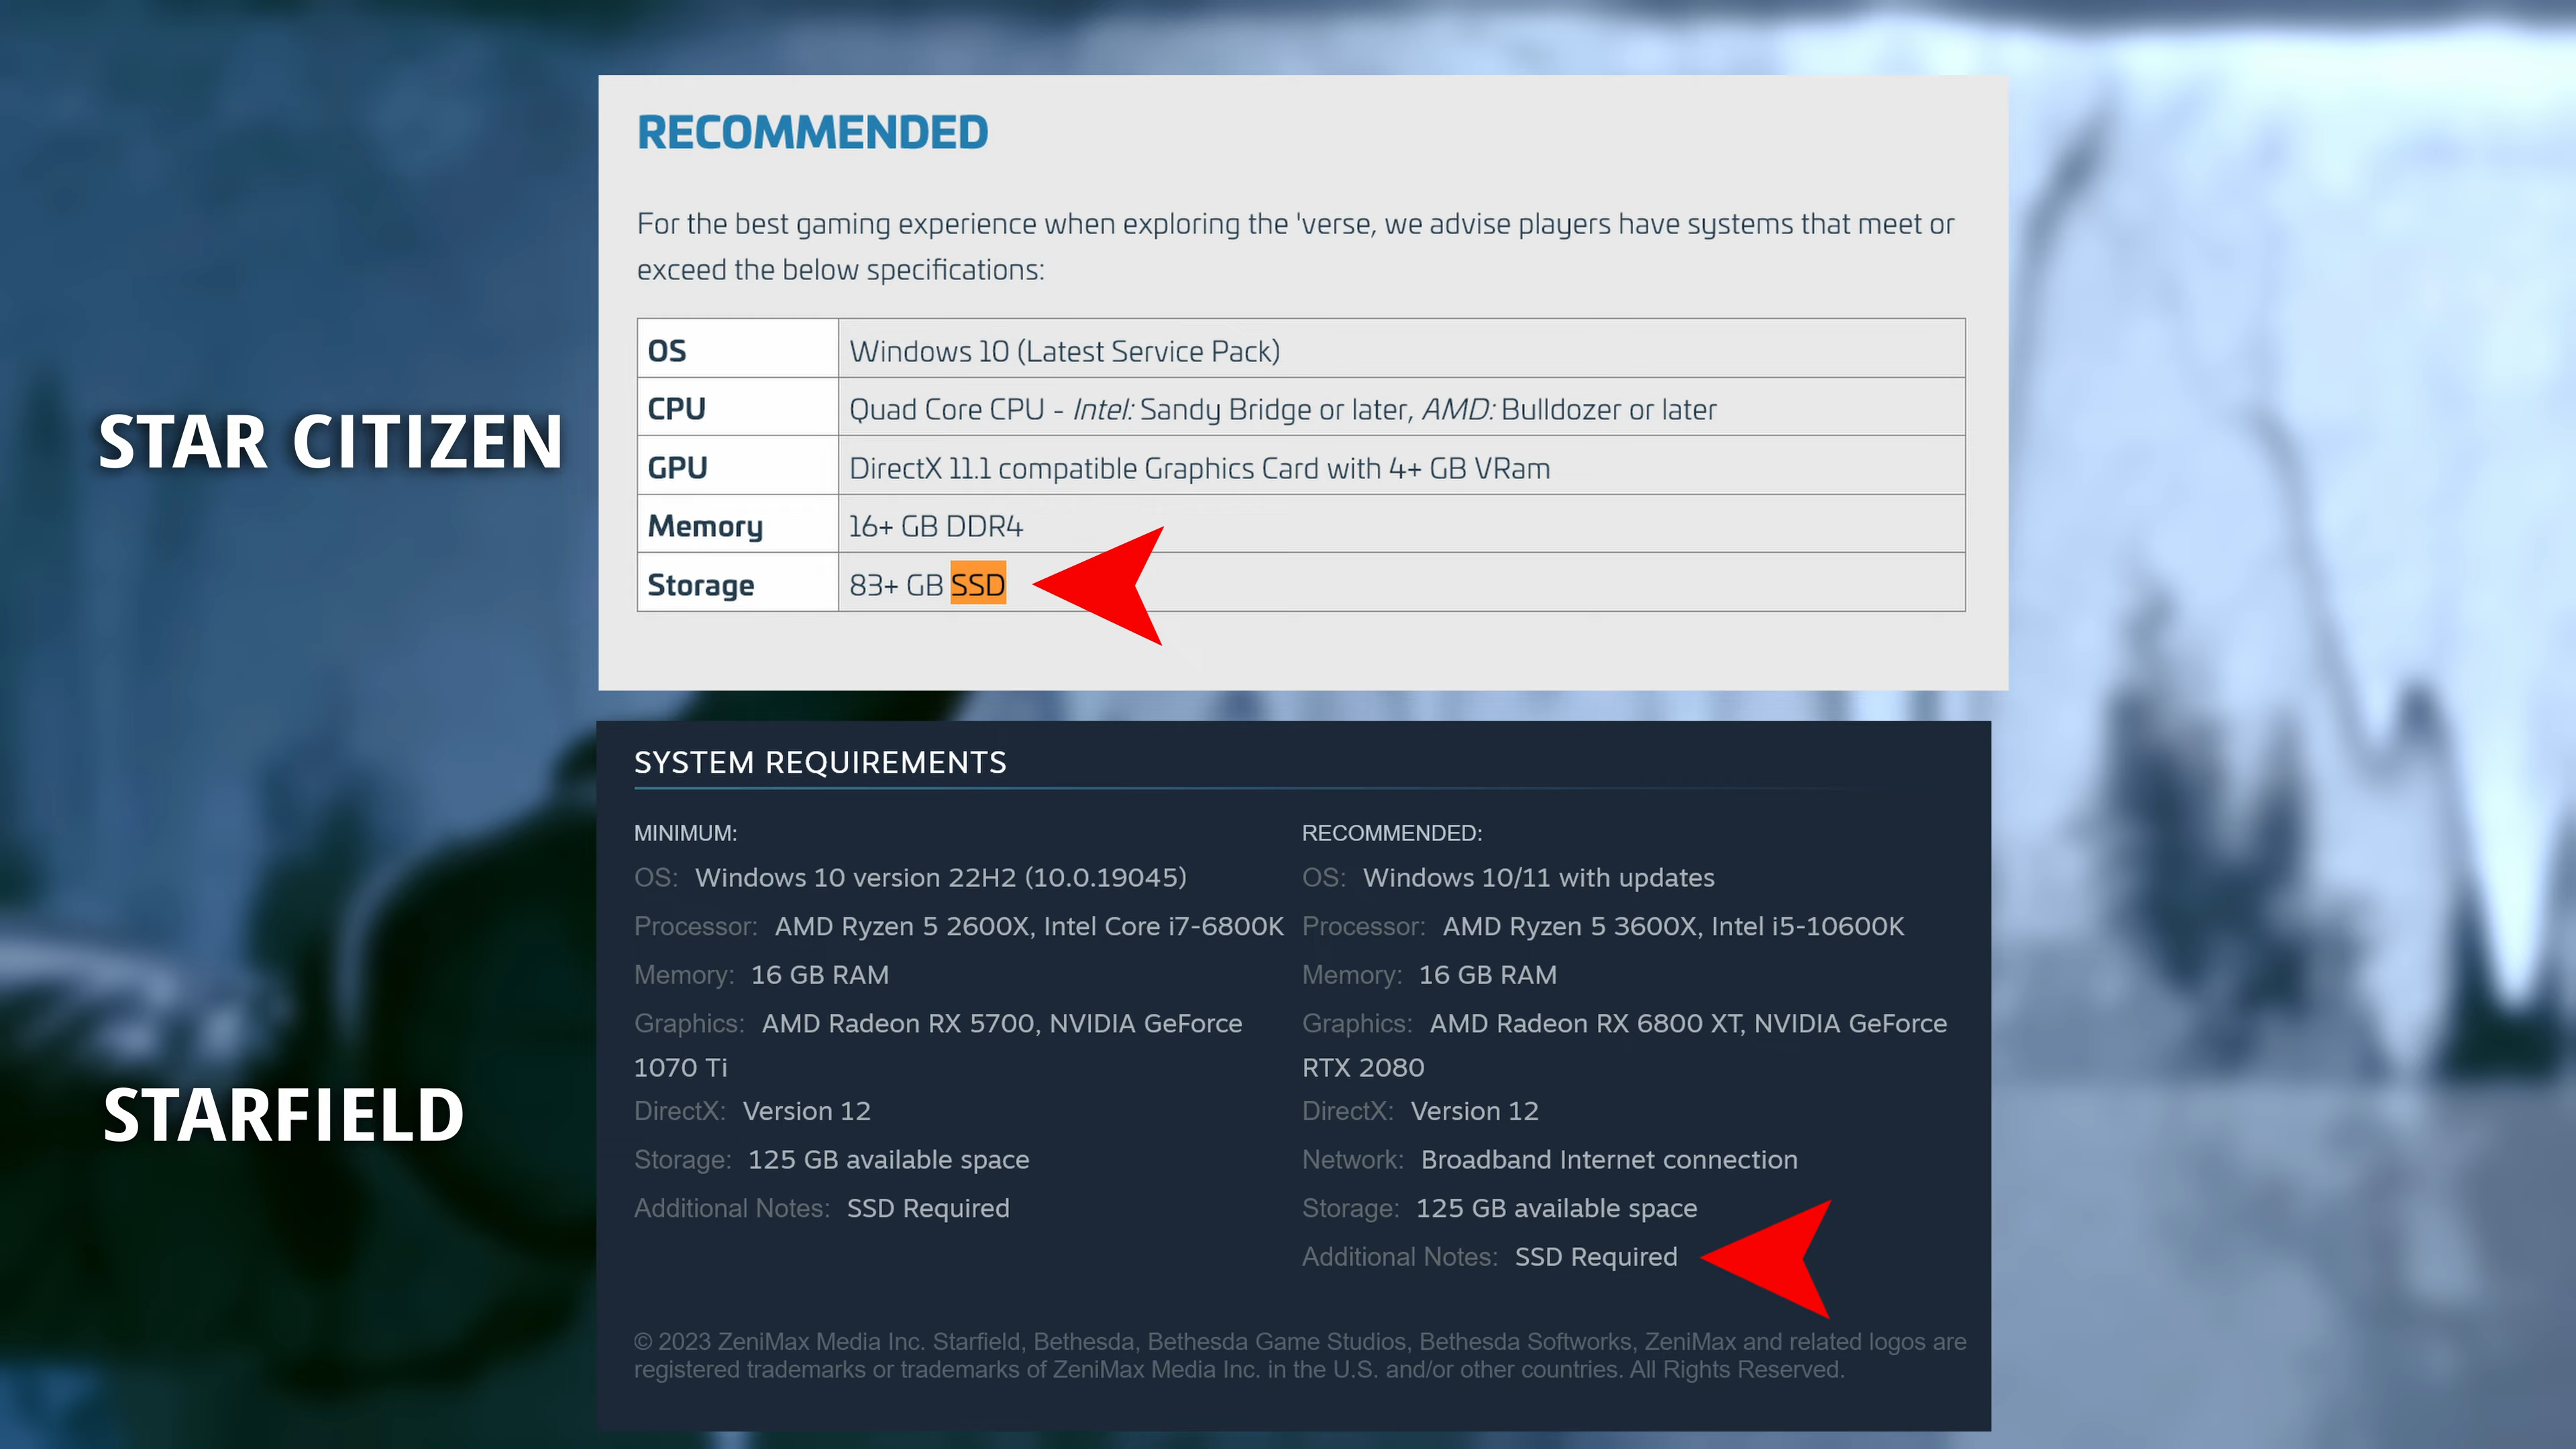 STAR CITIZEN
RECOMMENDED
For the best gaming experience when exploring the 'verse, we advise players have systems that meet or
exceed the below specifications:
OS Windows 10 (Latest Service Pack)
CPU Quad Core CPU - Intel: Sandy Bridge or later, AMD: Bulldozer or later
GPU DirectX 11.1 compatible Graphics Card with 4+ GB VRam
Memory 16+ GB DDR4
Storage 83+ GB SSD
STARFIELD
SYSTEM REQUIREMENTS
MINIMUM:
OS: Windows 10 version 22H2 (10.0.19045)
Processor: AMD Ryzen 5 2600X, Intel Core i7-6800K
Memory: 16 GB RAM
Graphics: AMD Radeon RX 5700, NVIDIA GeForce
1070 Ti
DirectX: Version 12
Storage: 125 GB available space
Additional Notes: SSD Required
RECOMMENDED:
OS: Windows 10/11 with updates
Processor: AMD Ryzen 5 3600X, Intel i5-10600K
Memory: 16 GB RAM
Graphics: AMD Radeon RX 6800 XT, NVIDIA GeForce
RTX 2080
DirectX: Version 12
Network: Broadband Internet connection
Storage: 125 GB available space
Additional Notes: SSD Required
© 2023 ZeniMax Media Inc. Starfield, Bethesda, Bethesda Game Studios, Bethesda Softworks, ZeniMax and related logos are
registered trademarks or trademarks of ZeniMax Media Inc. in the U.S. and/or other countries. All Rights Reserved.